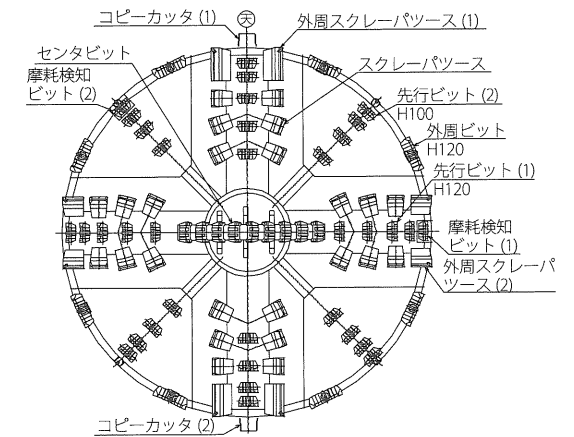 コピーカッタ(1)
天
外周スクレーパツース(1)
センタビット
スクレーパツース
摩耗検知
ビット(2)
先行ビット(2)
H100
外周ビット
H120
先行ビット(1)
H120
摩耗検知
ビット(1)
外周スクレーパ
ツース(2)
コピーカッタ(2)